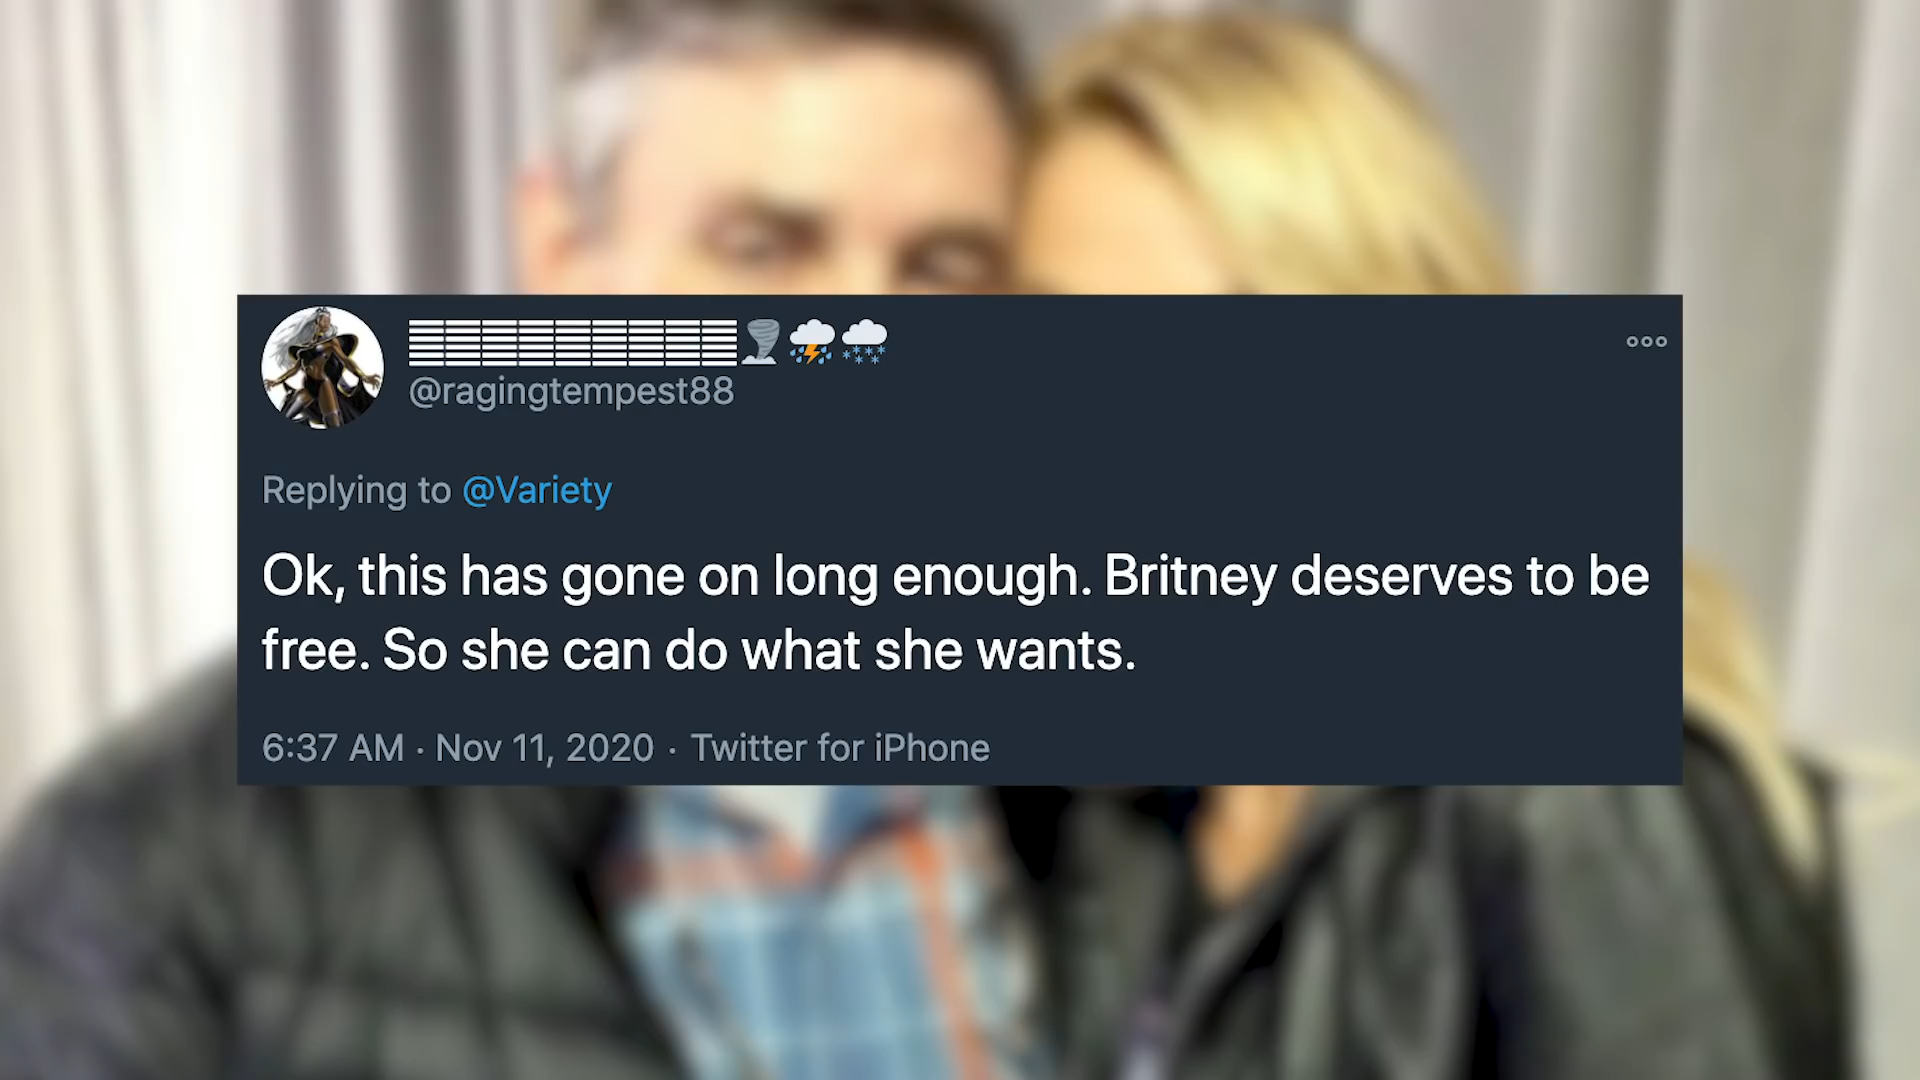 @ragingtempest88
Replying to @Variety
Ok, this has gone on long enough. Britney deserves to be
free. So she can do what she wants.
6:37 AM · Nov 11, 2020 · Twitter for iPhone